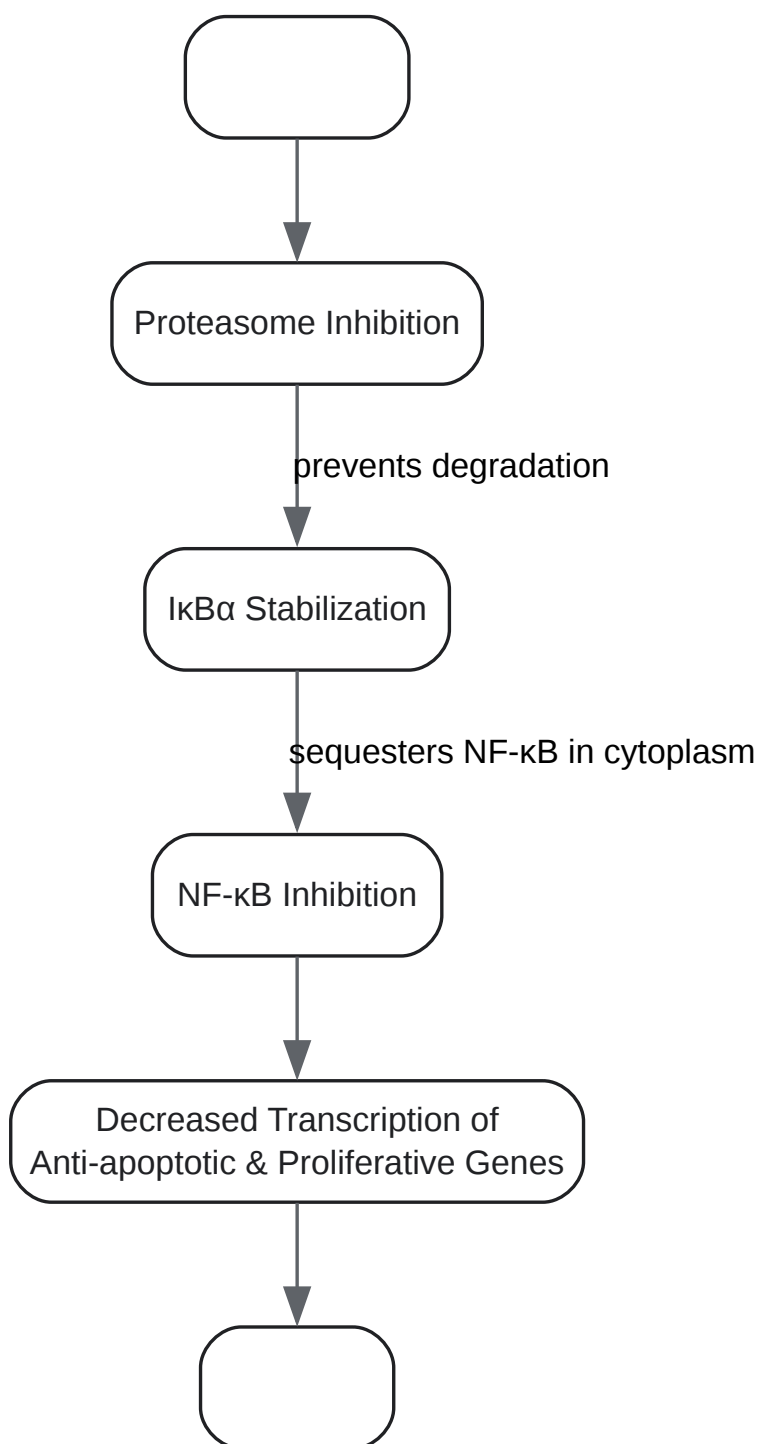 Proteasome Inhibition
prevents degradation
IκBα Stabilization
sequesters NF-κB in cytoplasm
NF-κB Inhibition
Decreased Transcription of
Anti-apoptotic & Proliferative Genes